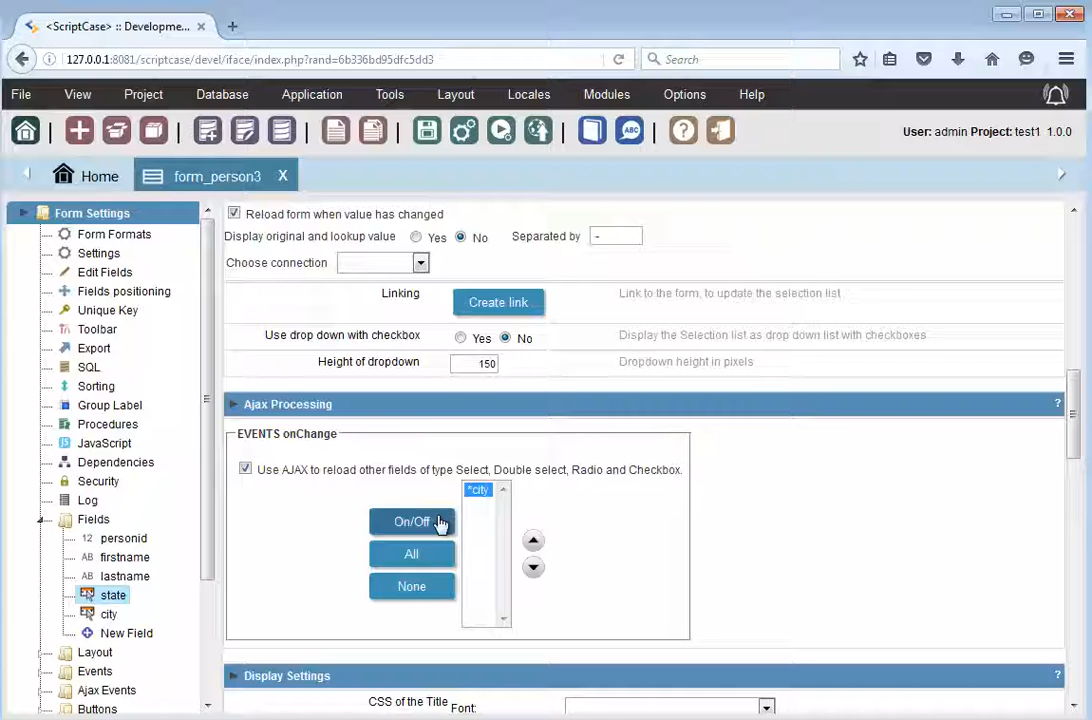 <ScriptCase> :: Developme...
127.0.0.1:8081/scriptcase/devel/iface/index.php?rand=6b336bd95dfc5dd3
Search
File View Project Database Application Tools Layout Locales Modules Options Help
ABC
User: admin Project: test1 1.0.0
Home
form_person3 X
Form Settings
Form Formats
Settings
Edit Fields
Fields positioning
Unique Key
Toolbar
Export
SQL
Sorting
Group Label
Procedures
JavaScript
Dependencies
Security
Log
Fields
12 personid
AB firstname
AB lastname
state
city
New Field
Layout
Events
Ajax Events
Buttons
Reload form when value has changed
Display original and lookup value Yes No Separated by -
Choose connection
Linking Create link Link to the form, to update the selection list
Use drop down with checkbox Yes No Display the Selection list as drop down list with checkboxes
Height of dropdown 150 Dropdown height in pixels
Ajax Processing ?
EVENTS onChange
Use AJAX to reload other fields of type Select, Double select, Radio and Checkbox.
*city
On/Off
All
None
Display Settings ?
CSS of the Title Font: